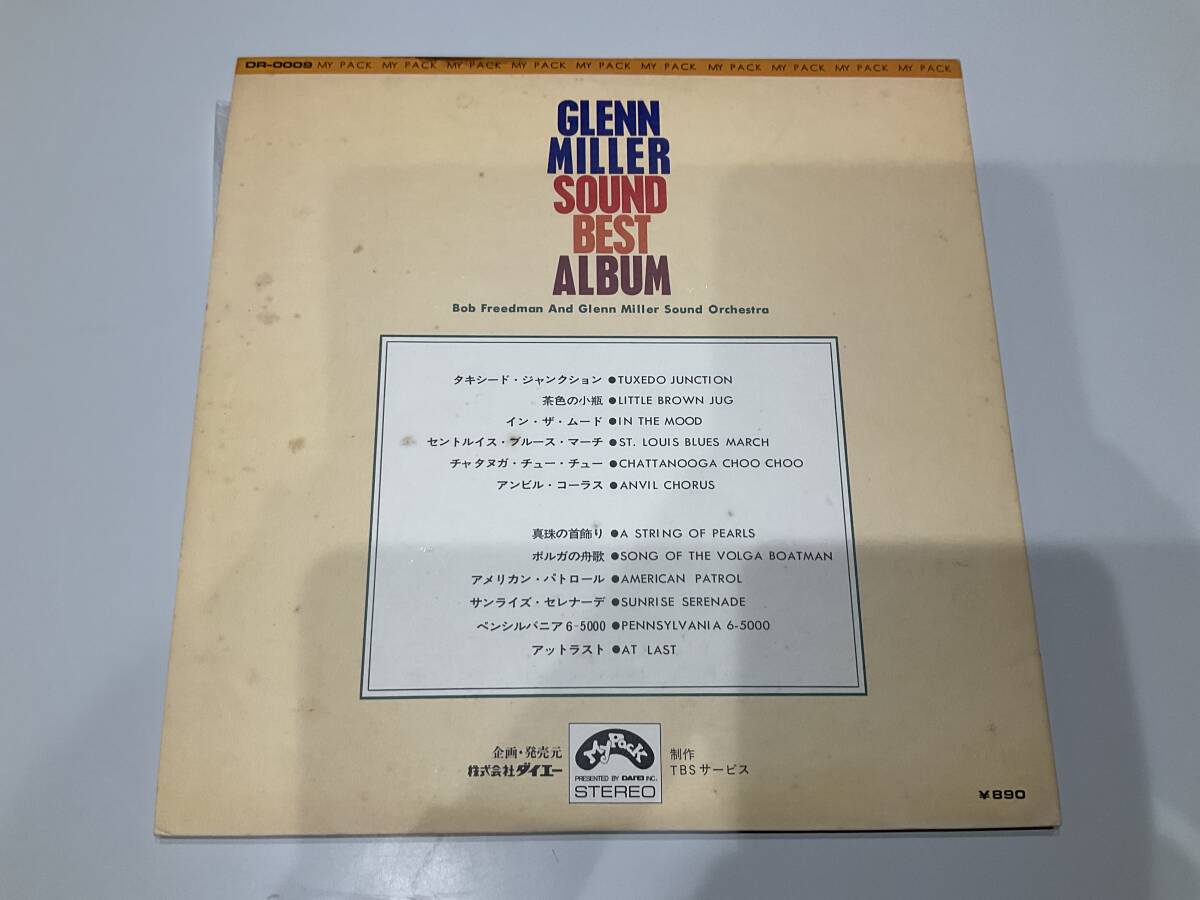 DR-0009 MY PACK MY PACK MY PACK MY PACK MY PACK MY PACK MY PACK MY PACK MY PACK MY PACK
GLENN
MILLER
SOUND
BEST
ALBUM
Bob Freedman And Glenn Miller Sound Orchestra
タキシード・ジャンクション●TUXEDO JUNCTION
茶色の小瓶●LITTLE BROWN JUG
イン・ザ・ムード●IN THE MOOD
セントルイス・ブルース・マーチ●ST. LOUIS BLUES MARCH
チャタヌガ・チュー・チュー●CHATTANOOGA CHOO CHOO
アンビル・コーラス●ANVIL CHORUS
真珠の首飾り●A STRING OF PEARLS
ボルガの舟歌●SONG OF THE VOLGA BOATMAN
アメリカン・パトロール●AMERICAN PATROL
サンライズ・セレナーデ●SUNRISE SERENADE
ペンシルバニア6-5000●PENNSYLVANIA 6-5000
アットラスト●AT LAST
企画・発売元
株式会社ダイエー
My Pack
PRESENTED BY DAIEI INC.
STEREO
制作
TBSサービス
¥890